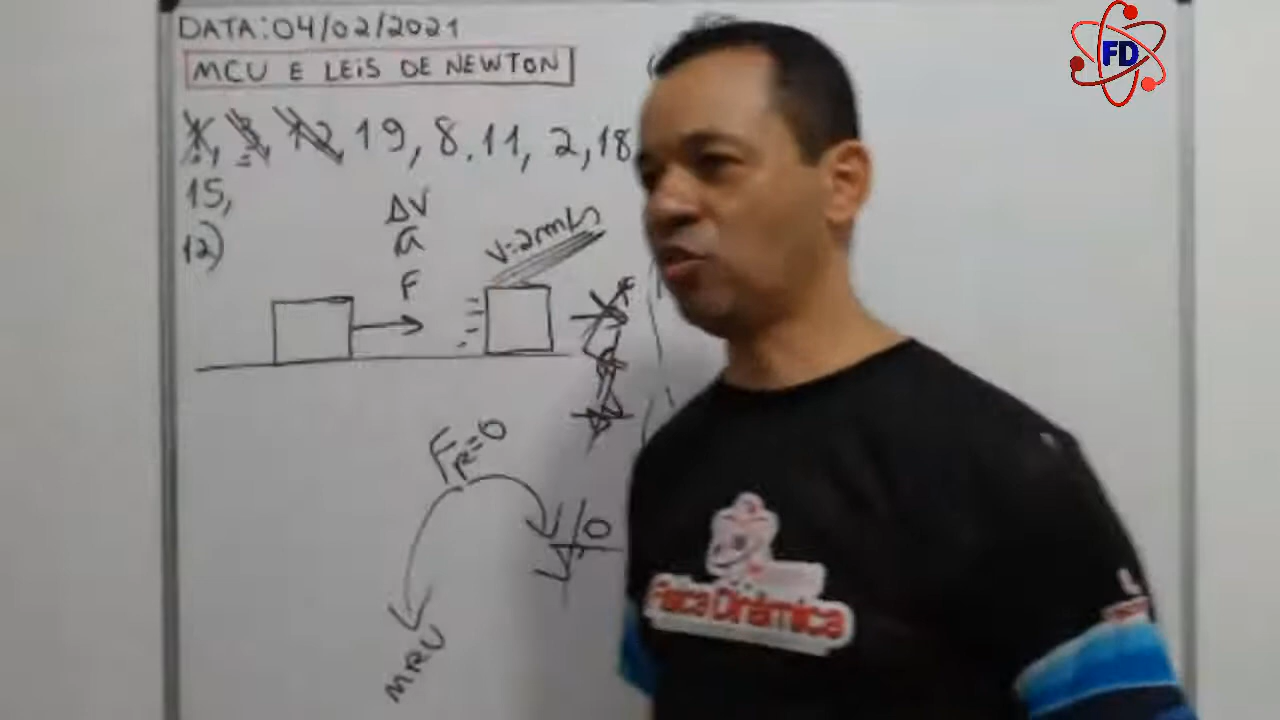 DATA: 04/02/2021
MCU E LEIS DE NEWTON
19, 8, 11, 2, 18,
15,
12)
ΔV
a
F
V=2m/s
FR=0
V/0
MRU
FD
Física Dinâmica